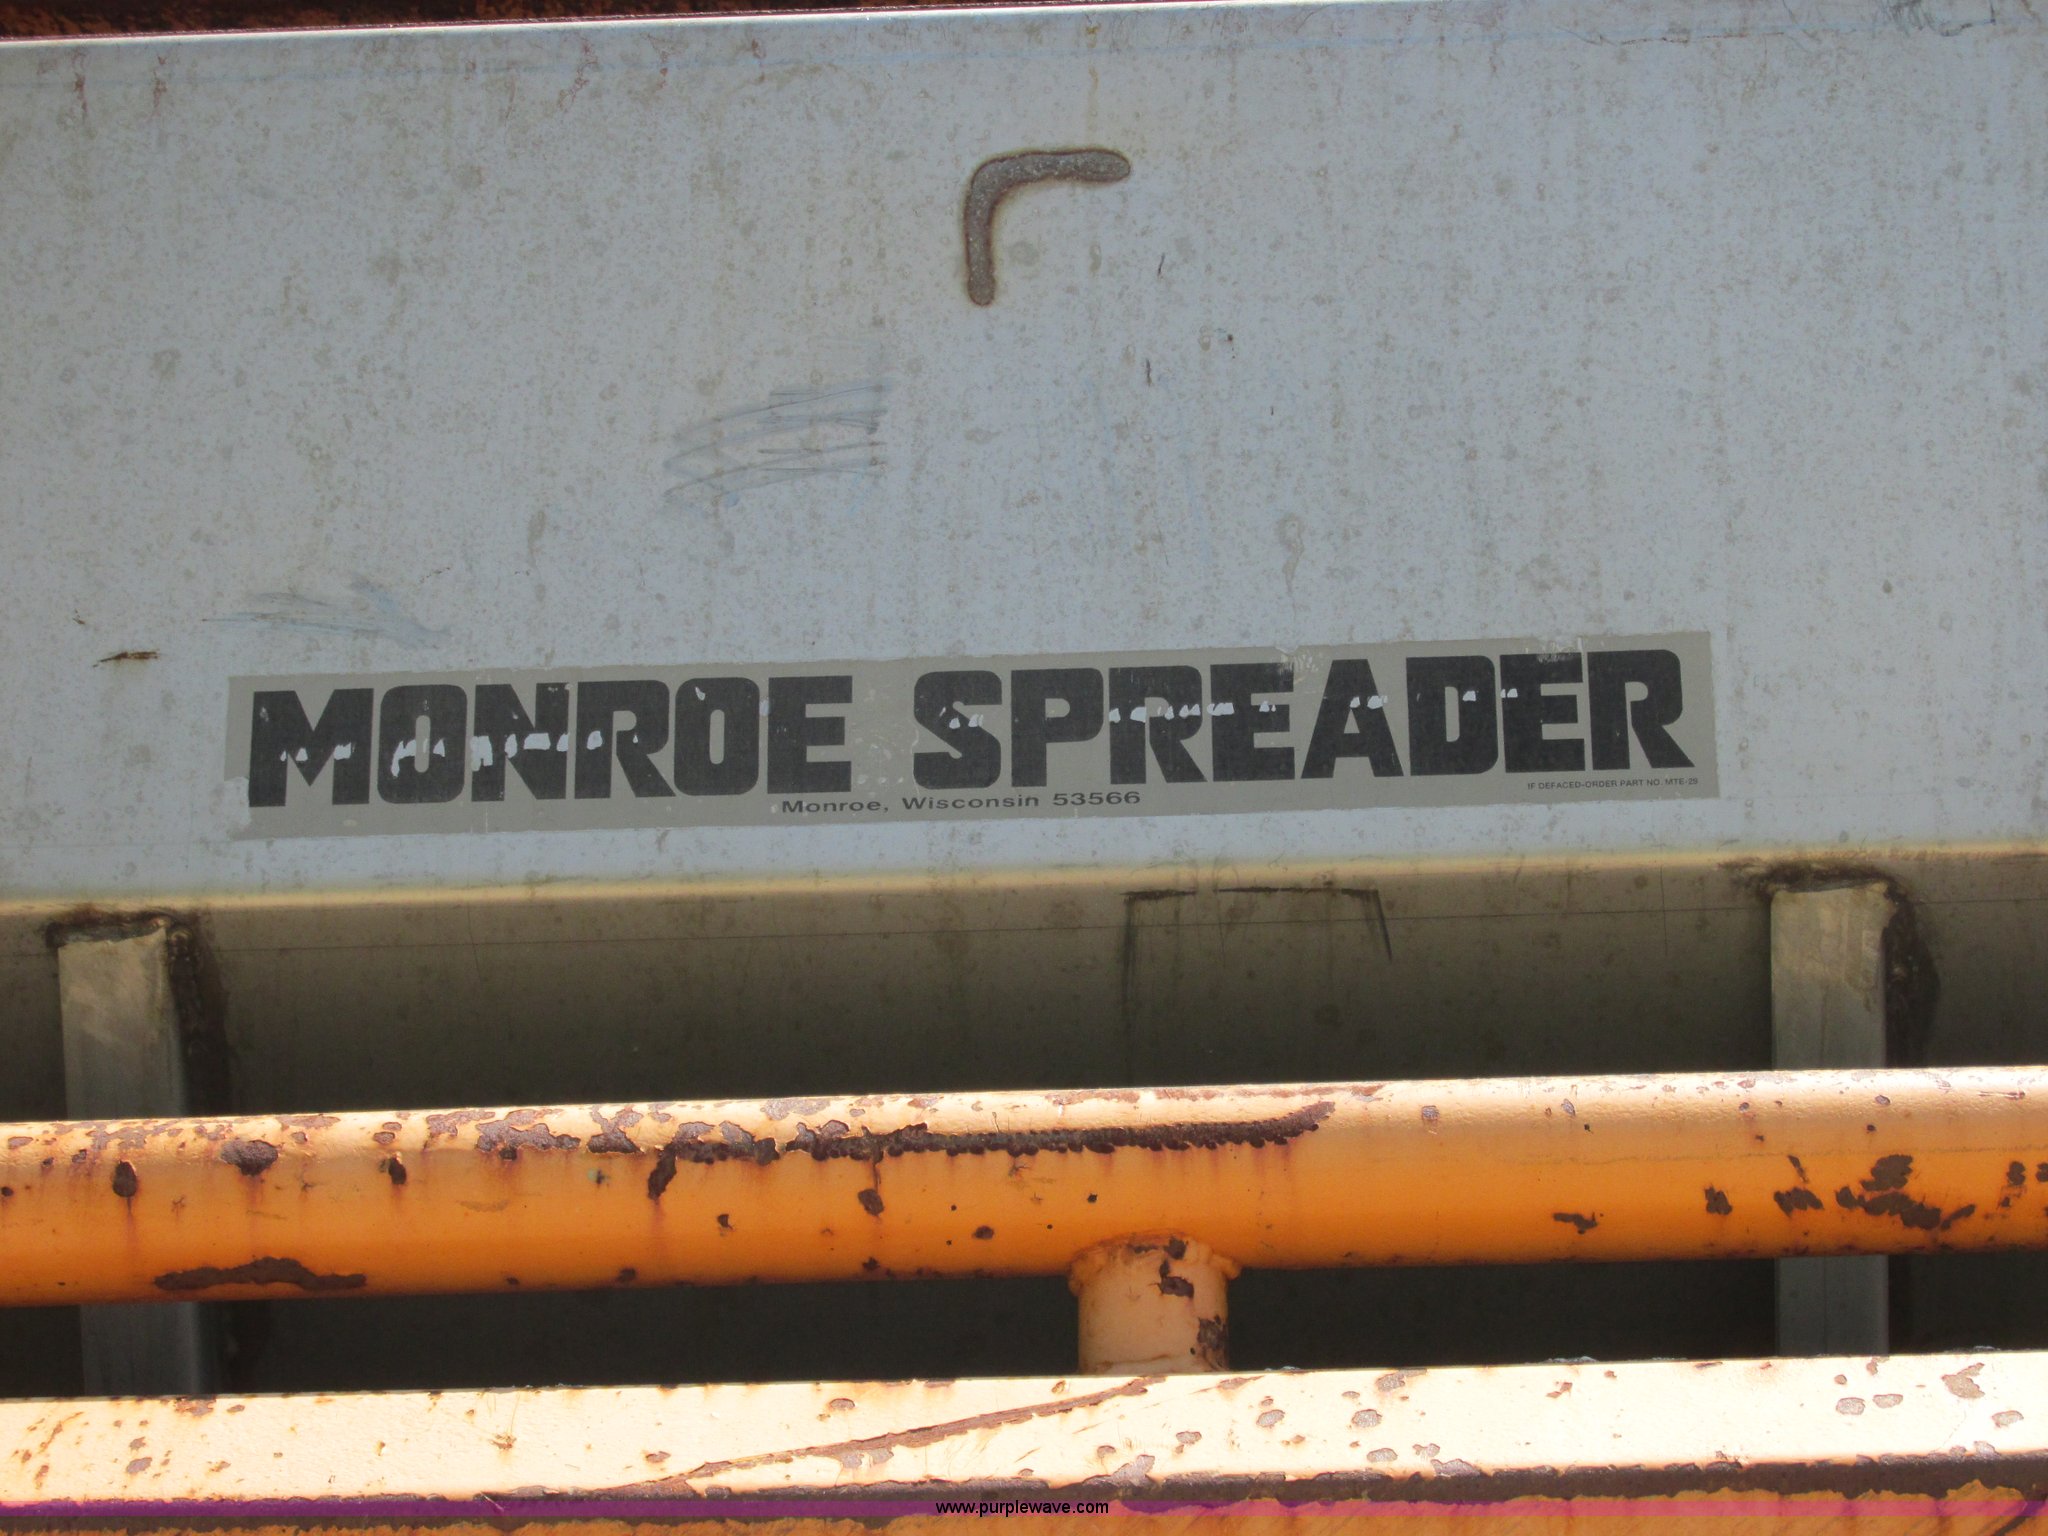 MONROE SPREADER
Monroe, Wisconsin 53566
IF DEFACED-ORDER PART NO. MTE-29
www.purplewave.com